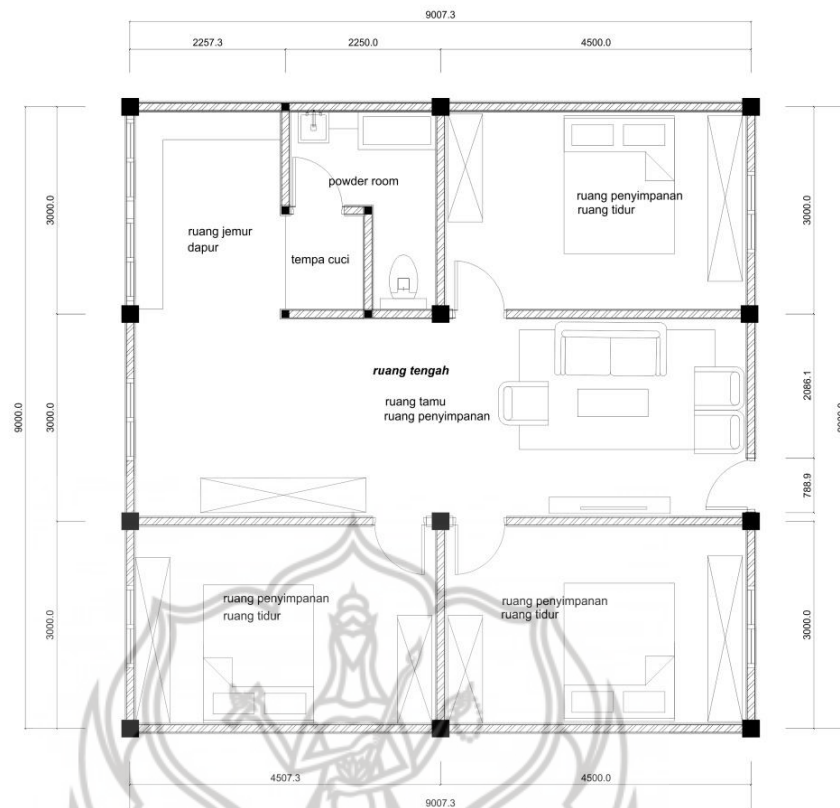 9007.3
2257.3
2250.0
4500.0
powder room
ruang penyimpanan
ruang tidur
3000.0
3000.0
ruang jemur
dapur
tempa cuci
ruang tengah
ruang tamu
ruang penyimpanan
2086.1
9000.0
3000.0
788.9
ruang penyimpanan
ruang tidur
ruang penyimpanan
ruang tidur
3000.0
3000.0
4507.3
4500.0
9007.3